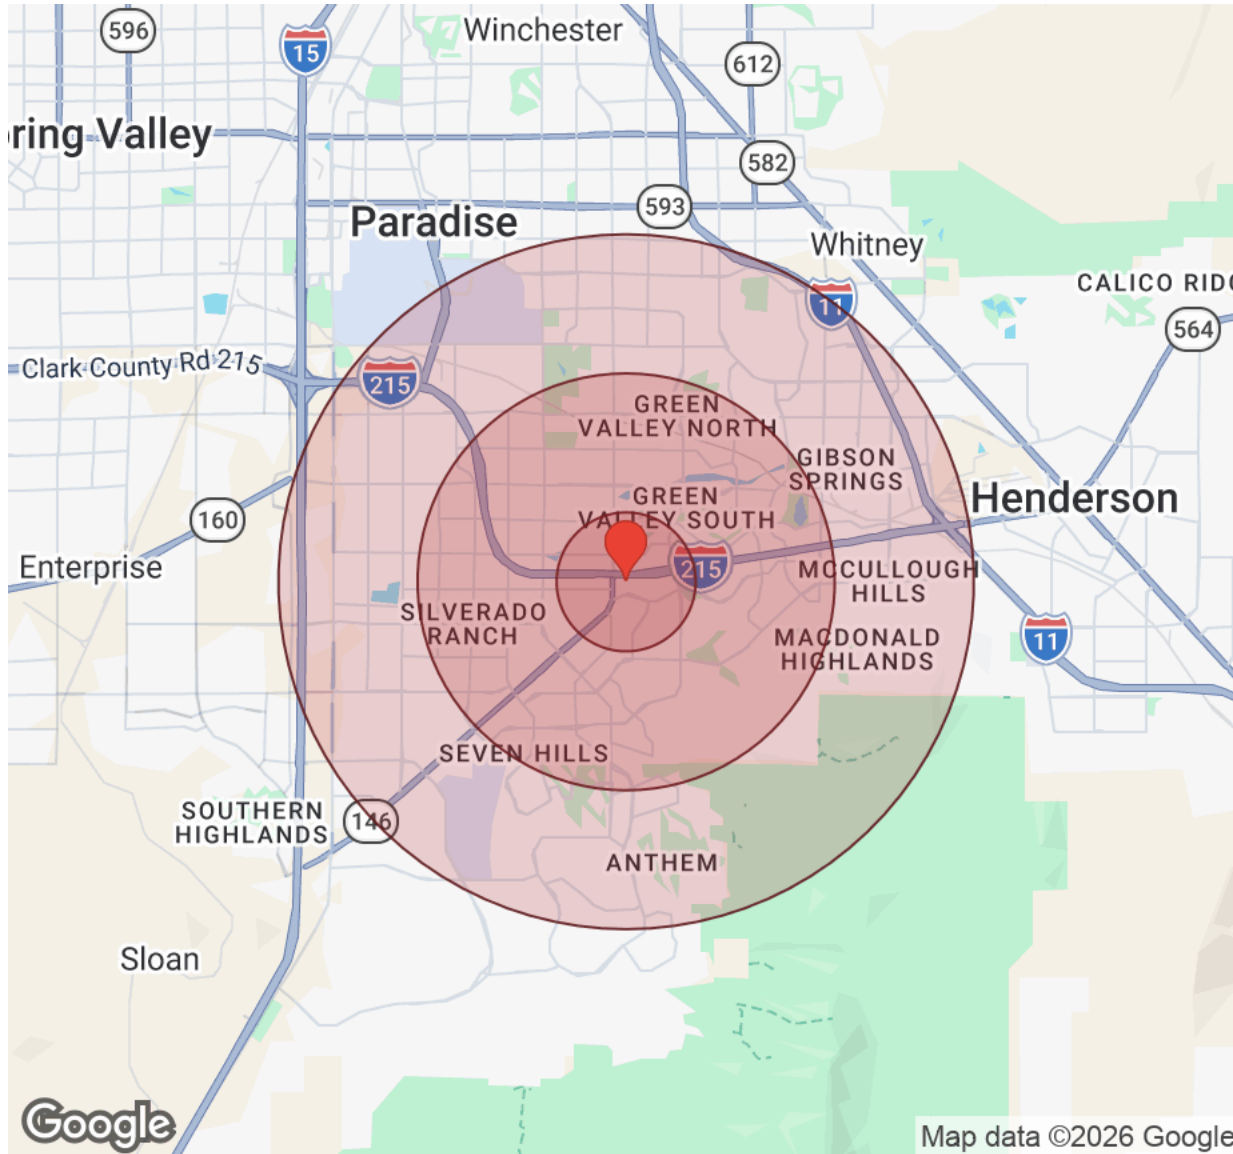 596
15
Winchester
612
ring Valley
582
593
Paradise
Whitney
CALICO RIDG
11
564
Clark County Rd 215
215
GREEN
VALLEY NORTH
GIBSON
SPRINGS
GREEN
VALLEY SOUTH
Henderson
160
Enterprise
215
MCCULLOUGH
HILLS
SILVERADO
RANCH
11
MACDONALD
HIGHLANDS
SEVEN HILLS
SOUTHERN
HIGHLANDS
146
ANTHEM
Sloan
Google
Map data ©2026 Google